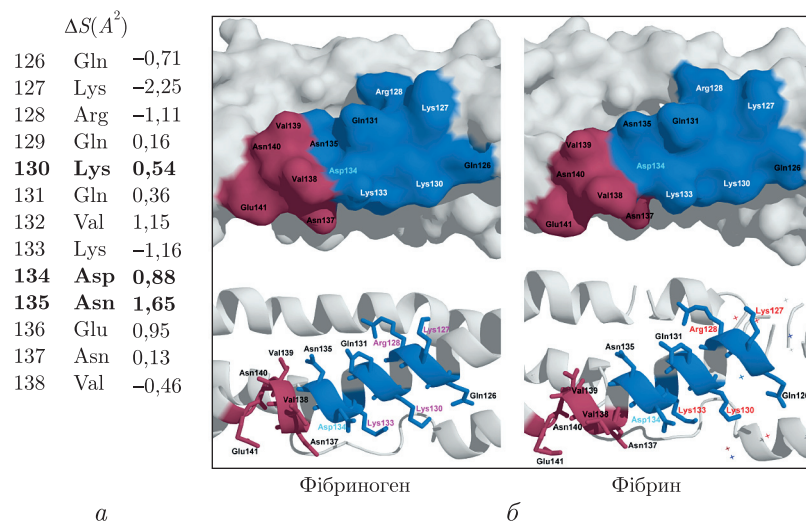 ΔS(A²)
126 Gln –0,71
127 Lys –2,25
128 Arg –1,11
129 Gln 0,16
130 Lys 0,54
131 Gln 0,36
132 Val 1,15
133 Lys –1,16
134 Asp 0,88
135 Asn 1,65
136 Glu 0,95
137 Asn 0,13
138 Val –0,46
а
Arg128
Lys127
Val139
Gln131
Asn140
Asn135
Gln126
Asp134
Val138
Lys133
Lys130
Glu141
Asn137
Arg128
Lys127
Asn135
Gln131
Val139
Gln126
Asn140
Asp134
Val138
Lys133
Lys130
Asn137
Glu141
Lys127
Gln131
Arg128
Asn135
Val139
Asn140
Val138
Gln126
Lys130
Asp134
Lys133
Asn137
Glu141
Lys127
Arg128
Gln131
Asn135
Val139
Gln126
Val138
Lys133
Lys130
Asp134
Asn140
Asn137
Glu141
Фібриноген
Фібрин
б